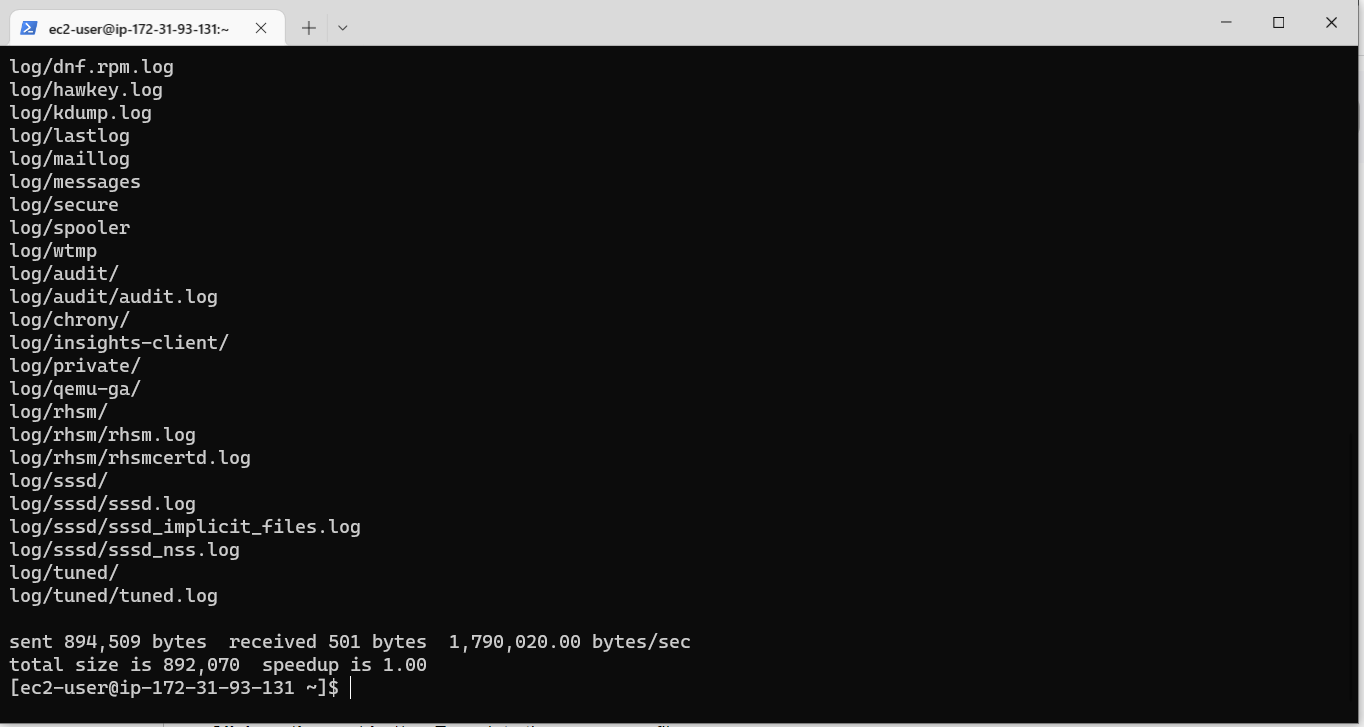 ec2-user@ip-172-31-93-131:~
log/dnf.rpm.log
log/hawkey.log
log/kdump.log
log/lastlog
log/maillog
log/messages
log/secure
log/spooler
log/wtmp
log/audit/
log/audit/audit.log
log/chrony/
log/insights-client/
log/private/
log/qemu-ga/
log/rhsm/
log/rhsm/rhsm.log
log/rhsm/rhsmcertd.log
log/sssd/
log/sssd/sssd.log
log/sssd/sssd_implicit_files.log
log/sssd/sssd_nss.log
log/tuned/
log/tuned/tuned.log
sent 894,509 bytes  received 501 bytes  1,790,020.00 bytes/sec
total size is 892,070  speedup is 1.00
[ec2-user@ip-172-31-93-131 ~]$